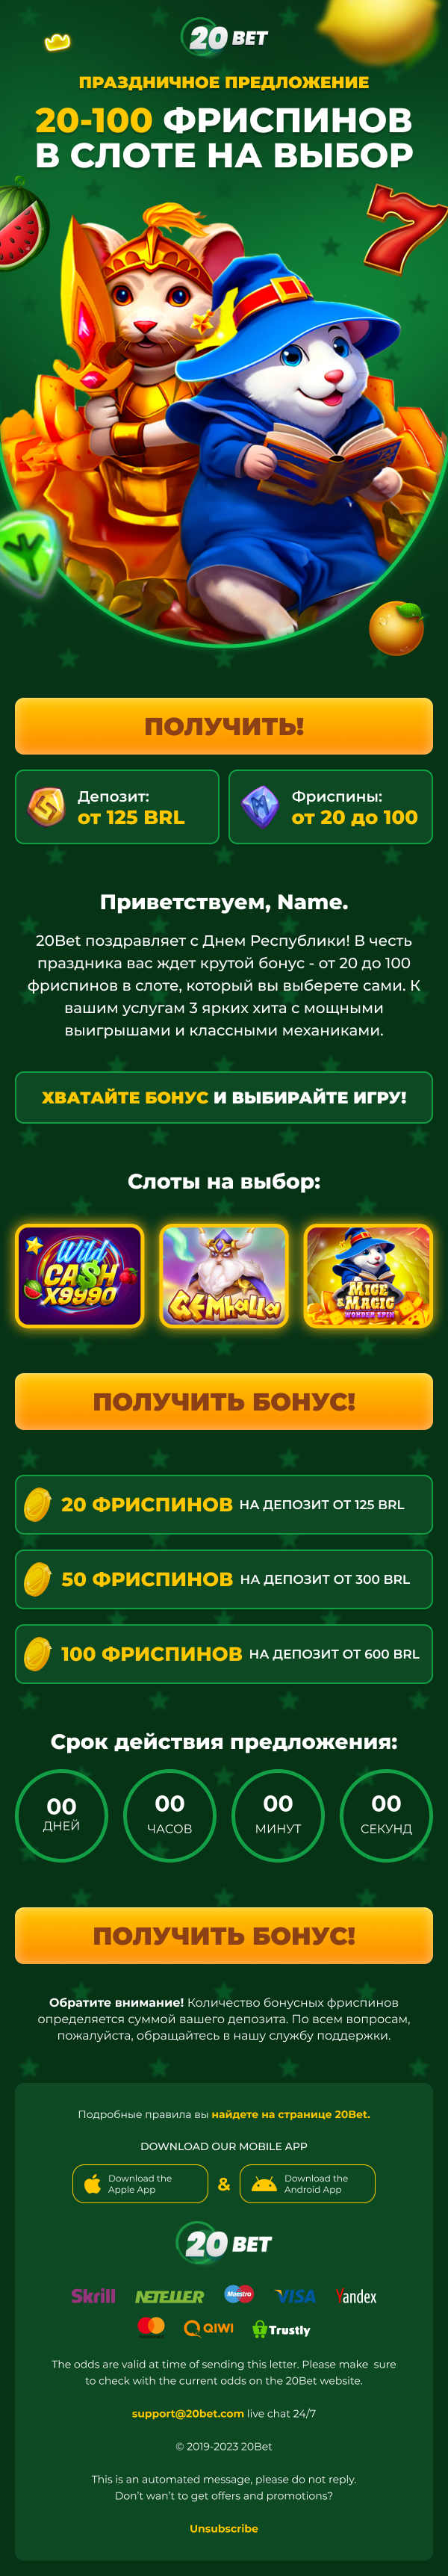 20 BET
ПРАЗДНИЧНОЕ ПРЕДЛОЖЕНИЕ
20-100 ФРИСПИНОВ
В СЛОТЕ НА ВЫБОР
7
ПОЛУЧИТЬ!
Депозит:
от 125 BRL
Фриспины:
от 20 до 100
Приветствуем, Name.
20Bet поздравляет с Днем Республики! В честь
праздника вас ждет крутой бонус - от 20 до 100
фриспинов в слоте, который вы выберете сами. К
вашим услугам 3 ярких хита с мощными
выигрышами и классными механиками.
ХВАТАЙТЕ БОНУС И ВЫБИРАЙТЕ ИГРУ!
Слоты на выбор:
Wild
CA$H
X9990
GEMhalla
MICE
& MAGIC
WONDER SPIN
ПОЛУЧИТЬ БОНУС!
20 ФРИСПИНОВ НА ДЕПОЗИТ ОТ 125 BRL
50 ФРИСПИНОВ НА ДЕПОЗИТ ОТ 300 BRL
100 ФРИСПИНОВ НА ДЕПОЗИТ ОТ 600 BRL
Срок действия предложения:
00 00 00 00
ДНЕЙ ЧАСОВ МИНУТ СЕКУНД
ПОЛУЧИТЬ БОНУС!
Обратите внимание! Количество бонусных фриспинов
определяется суммой вашего депозита. По всем вопросам,
пожалуйста, обращайтесь в нашу службу поддержки.
Подробные правила вы найдете на странице 20Bet.
DOWNLOAD OUR MOBILE APP
Download the
Apple App
&
Download the
Android App
20 BET
Skrill NETELLER Maestro VISA Yandex
QIWI Trustly
The odds are valid at time of sending this letter. Please make sure
to check with the current odds on the 20Bet website.
support@20bet.com live chat 24/7
© 2019-2023 20Bet
This is an automated message, please do not reply.
Don't wan't to get offers and promotions?
Unsubscribe